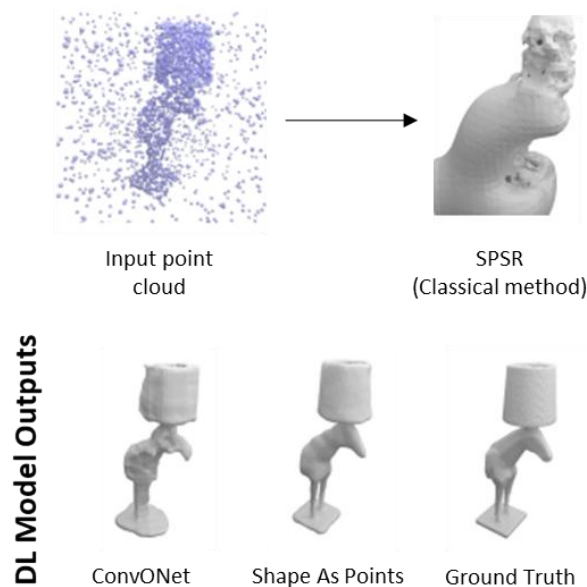 Input point
cloud
SPSR
(Classical method)
DL Model Outputs
ConvONet
Shape As Points
Ground Truth